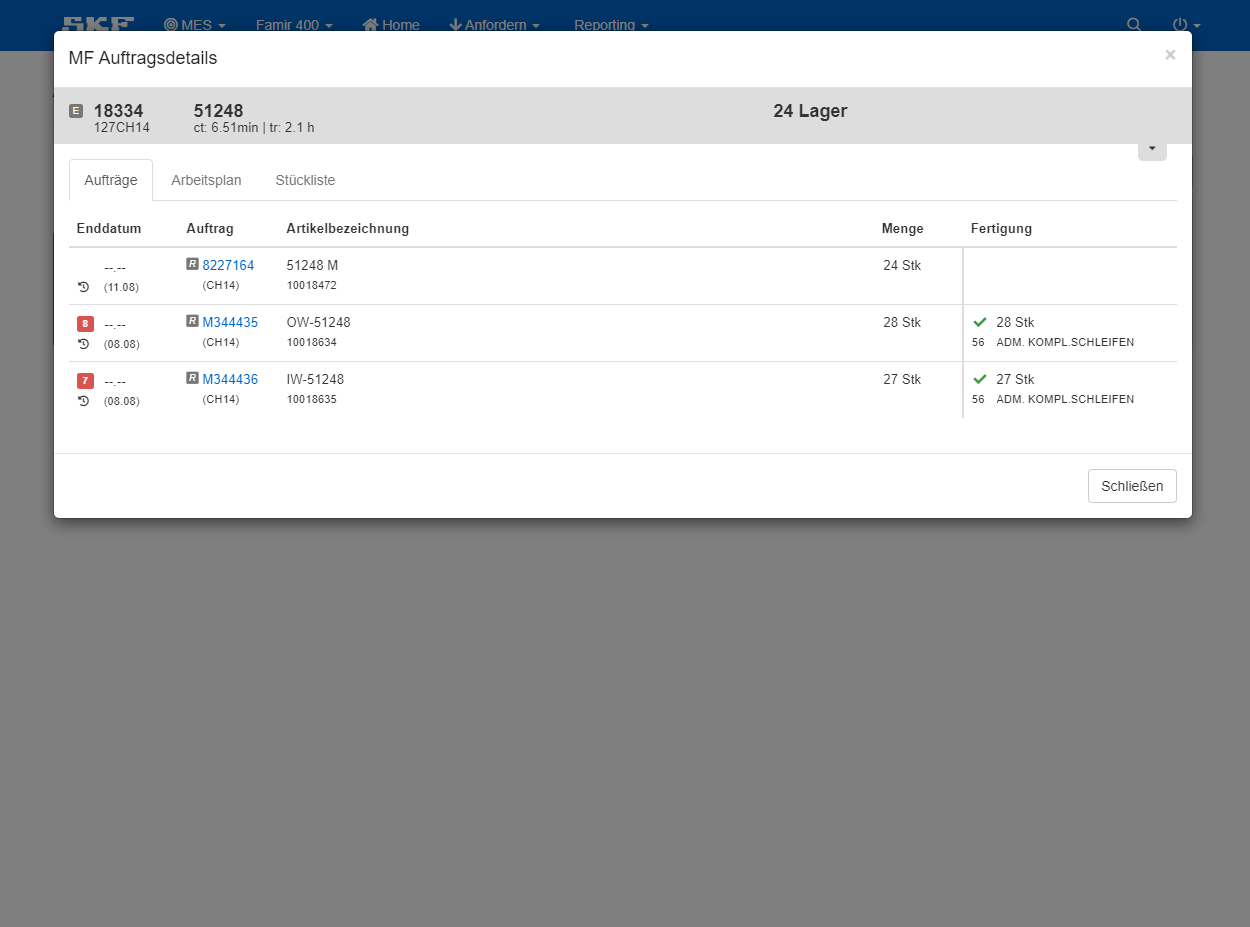 SKF MES Famir 400 Home Anfordern Reporting
MF Auftragsdetails ×
E 18334 51248 24 Lager
127CH14 ct: 6.51min | tr: 2.1 h
Aufträge Arbeitsplan Stückliste
Enddatum Auftrag Artikelbezeichnung Menge Fertigung
--.-- R 8227164 51248 M 24 Stk
(11.08) (CH14) 10018472
8 --.-- R M344435 OW-51248 28 Stk 28 Stk
(08.08) (CH14) 10018634 56 ADM. KOMPL.SCHLEIFEN
7 --.-- R M344436 IW-51248 27 Stk 27 Stk
(08.08) (CH14) 10018635 56 ADM. KOMPL.SCHLEIFEN
Schließen